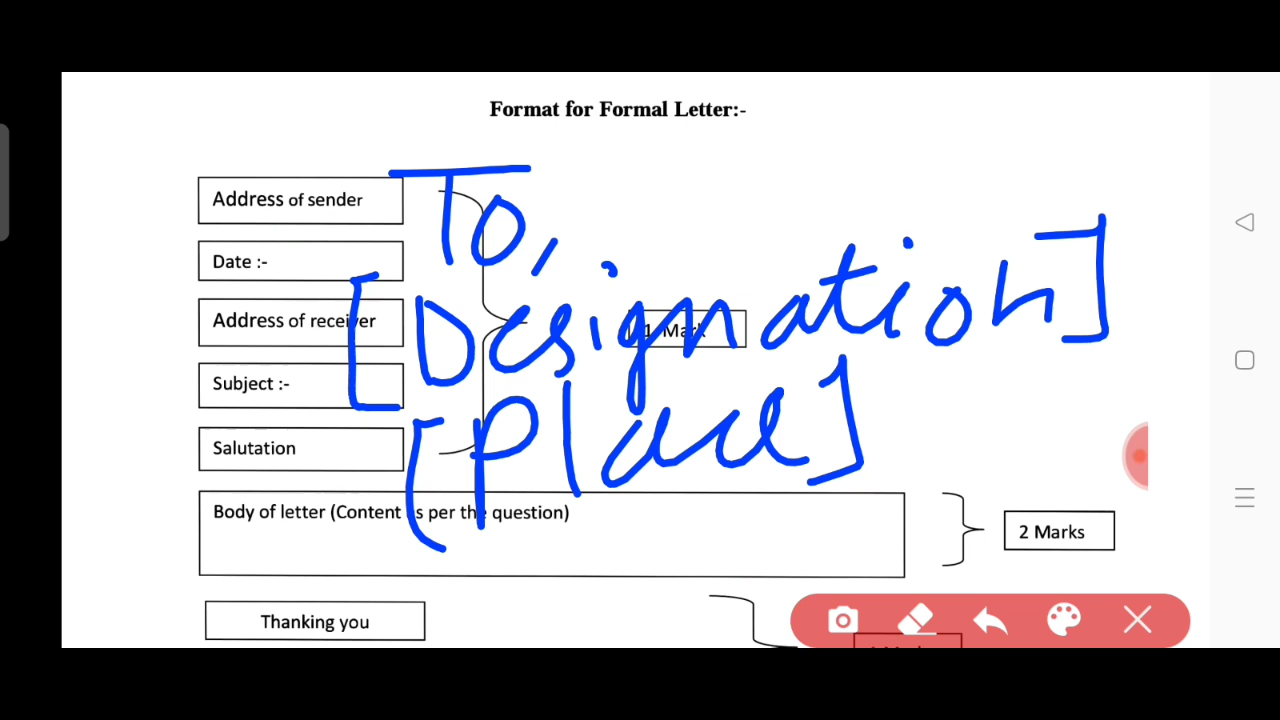 Format for Formal Letter:-
Address of sender
To,
Date :-
[Designation]
Address of receiver
1 Mark
Subject :-
[Place]
Salutation
Body of letter (Content as per the question)
2 Marks
Thanking you